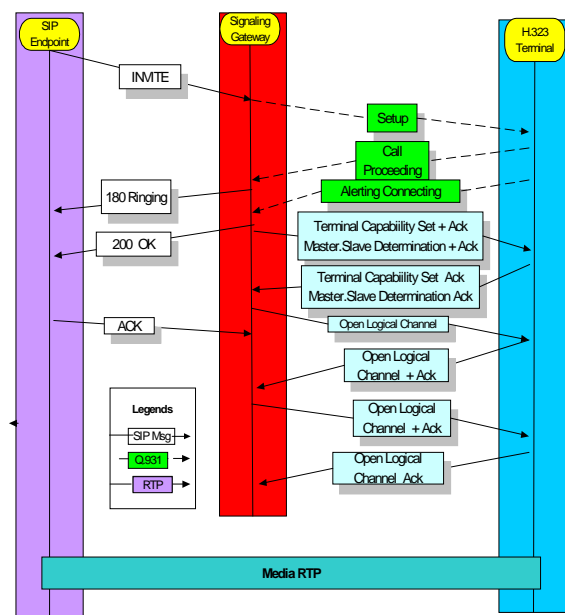 SIP
Endpoint
Signaling
Gateway
H.323
Terminal
INVITE
Setup
Call
Proceeding
180 Ringing
Alerting Connecting
200 OK
Terminal Capability Set + Ack
Master.Slave Determination + Ack
Terminal Capability Set Ack
Master.Slave Determination Ack
ACK
Open Logical Channel
Open Logical
Channel + Ack
Open Logical
Channel + Ack
Open Logical
Channel Ack
Legends
SIP Msg
Q.931
RTP
Media RTP